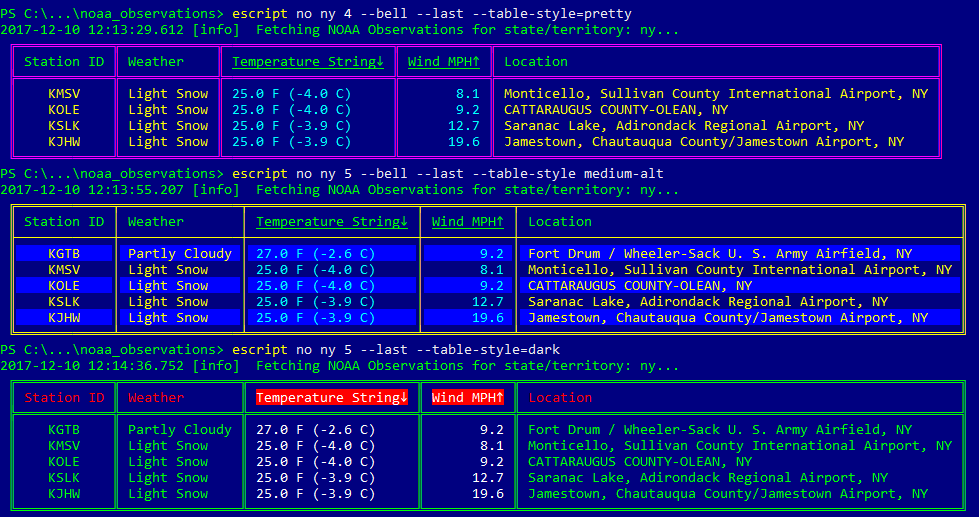 PS C:\...\noaa_observations> escript no ny 4 --bell --last --table-style=pretty
2017-12-10 12:13:29.612 [info]  Fetching NOAA Observations for state/territory: ny...
Station ID Weather Temperature String↓ Wind MPH↑ Location
KMSV Light Snow 25.0 F (-4.0 C) 8.1 Monticello, Sullivan County International Airport, NY
KOLE Light Snow 25.0 F (-4.0 C) 9.2 CATTARAUGUS COUNTY-OLEAN, NY
KSLK Light Snow 25.0 F (-3.9 C) 12.7 Saranac Lake, Adirondack Regional Airport, NY
KJHW Light Snow 25.0 F (-3.9 C) 19.6 Jamestown, Chautauqua County/Jamestown Airport, NY
PS C:\...\noaa_observations> escript no ny 5 --bell --last --table-style medium-alt
2017-12-10 12:13:55.207 [info]  Fetching NOAA Observations for state/territory: ny...
Station ID Weather Temperature String↓ Wind MPH↑ Location
KGTB Partly Cloudy 27.0 F (-2.6 C) 9.2 Fort Drum / Wheeler-Sack U. S. Army Airfield, NY
KMSV Light Snow 25.0 F (-4.0 C) 8.1 Monticello, Sullivan County International Airport, NY
KOLE Light Snow 25.0 F (-4.0 C) 9.2 CATTARAUGUS COUNTY-OLEAN, NY
KSLK Light Snow 25.0 F (-3.9 C) 12.7 Saranac Lake, Adirondack Regional Airport, NY
KJHW Light Snow 25.0 F (-3.9 C) 19.6 Jamestown, Chautauqua County/Jamestown Airport, NY
PS C:\...\noaa_observations> escript no ny 5 --last --table-style=dark
2017-12-10 12:14:36.752 [info]  Fetching NOAA Observations for state/territory: ny...
Station ID Weather Temperature String↓ Wind MPH↑ Location
KGTB Partly Cloudy 27.0 F (-2.6 C) 9.2 Fort Drum / Wheeler-Sack U. S. Army Airfield, NY
KMSV Light Snow 25.0 F (-4.0 C) 8.1 Monticello, Sullivan County International Airport, NY
KOLE Light Snow 25.0 F (-4.0 C) 9.2 CATTARAUGUS COUNTY-OLEAN, NY
KSLK Light Snow 25.0 F (-3.9 C) 12.7 Saranac Lake, Adirondack Regional Airport, NY
KJHW Light Snow 25.0 F (-3.9 C) 19.6 Jamestown, Chautauqua County/Jamestown Airport, NY